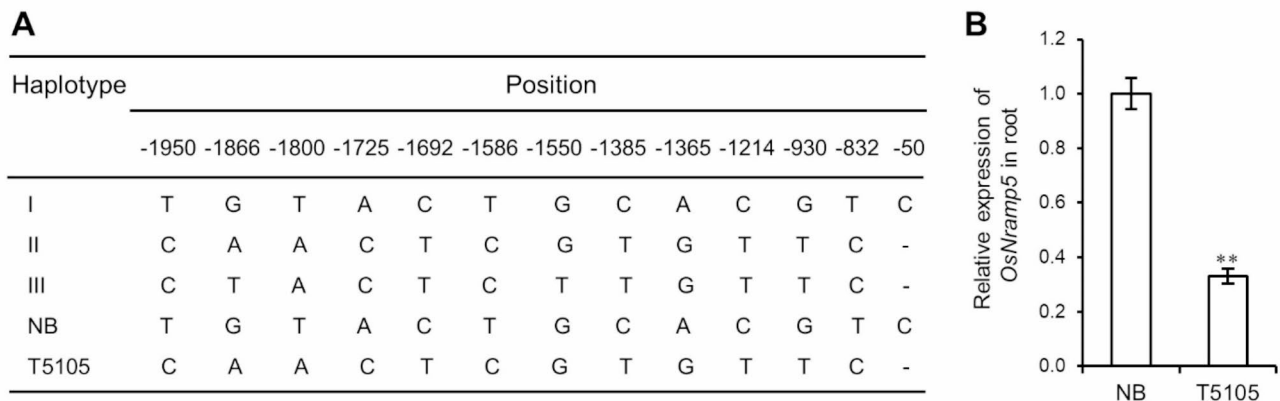 A
Haplotype Position
-1950 -1866 -1800 -1725 -1692 -1586 -1550 -1385 -1365 -1214 -930 -832 -50
I T G T A C T G C A C G T C
II C A A C T C G T G T T C -
III C T A C T C T T G T T C -
NB T G T A C T G C A C G T C
T5105 C A A C T C G T G T T C -
B
Relative expression of
OsNramp5 in root
1.2
1.0
0.8
0.6
0.4
0.2
0.0
**
NB T5105